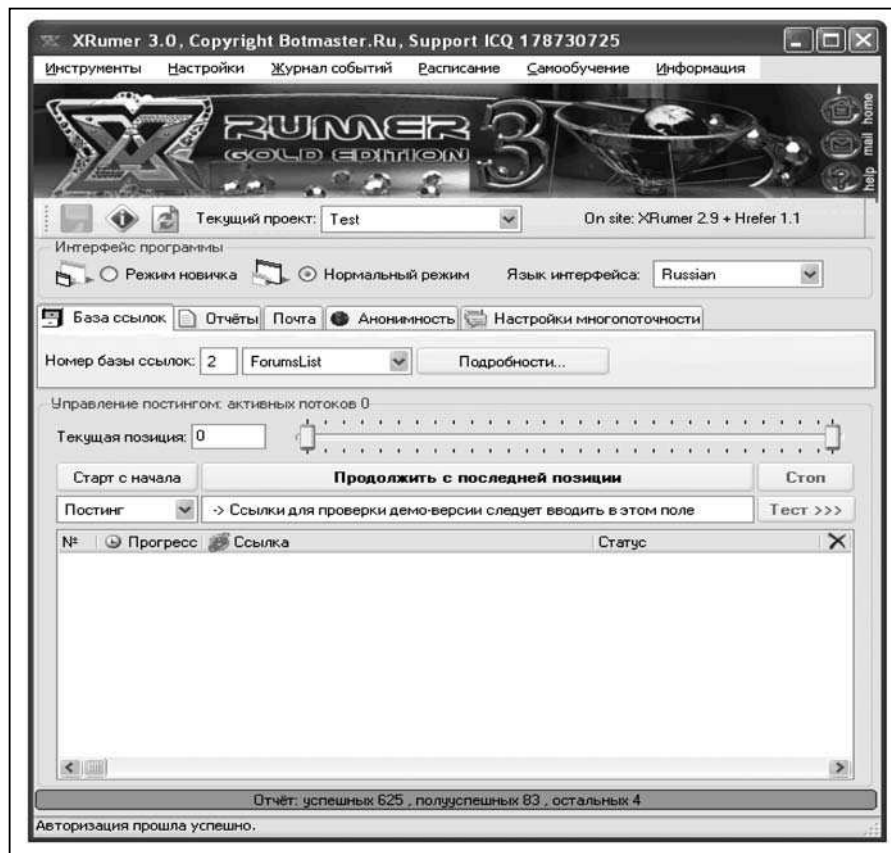 XRumer 3.0, Copyright Botmaster.Ru, Support ICQ 178730725
Инструменты Настройки Журнал событий Расписание Самообучение Информация
XRUMER 3
GOLD EDITION
help mail home
Текущий проект: Test On site: XRumer 2.9 + Hrefer 1.1
Интерфейс программы
Режим новичка Нормальный режим Язык интерфейса: Russian
База ссылок Отчёты Почта Анонимность Настройки многопоточности
Номер базы ссылок: 2 ForumsList Подробности...
Управление постингом: активных потоков 0
Текущая позиция: 0
Старт с начала Продолжить с последней позиции Стоп
Постинг -> Ссылки для проверки демо-версии следует вводить в этом поле Тест >>>
№ Прогресс Ссылка Статус
Отчёт: успешных 625 , полууспешных 83 , остальных 4
Авторизация прошла успешно.